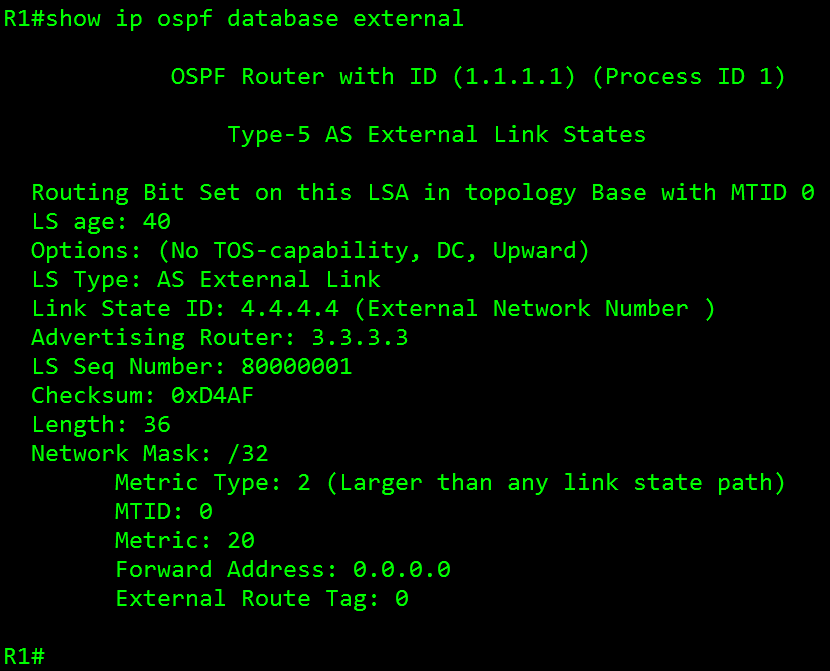 R1#show ip ospf database external
OSPF Router with ID (1.1.1.1) (Process ID 1)
Type-5 AS External Link States
Routing Bit Set on this LSA in topology Base with MTID 0
LS age: 40
Options: (No TOS-capability, DC, Upward)
LS Type: AS External Link
Link State ID: 4.4.4.4 (External Network Number )
Advertising Router: 3.3.3.3
LS Seq Number: 80000001
Checksum: 0xD4AF
Length: 36
Network Mask: /32
Metric Type: 2 (Larger than any link state path)
MTID: 0
Metric: 20
Forward Address: 0.0.0.0
External Route Tag: 0
R1#